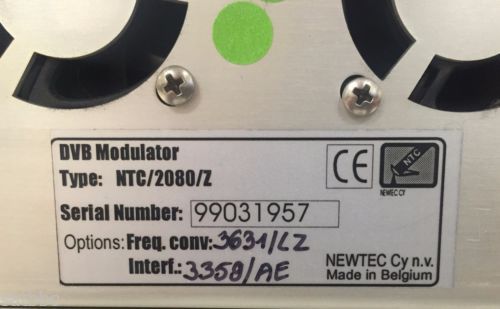 DVB Modulator
Type: NTC/2080/Z
CE
NTC
NEWTEC CY
Serial Number: 99031957
Options: Freq. conv: 3631/LZ
Interf.: 3358/AE
NEWTEC Cy n.v.
Made in Belgium